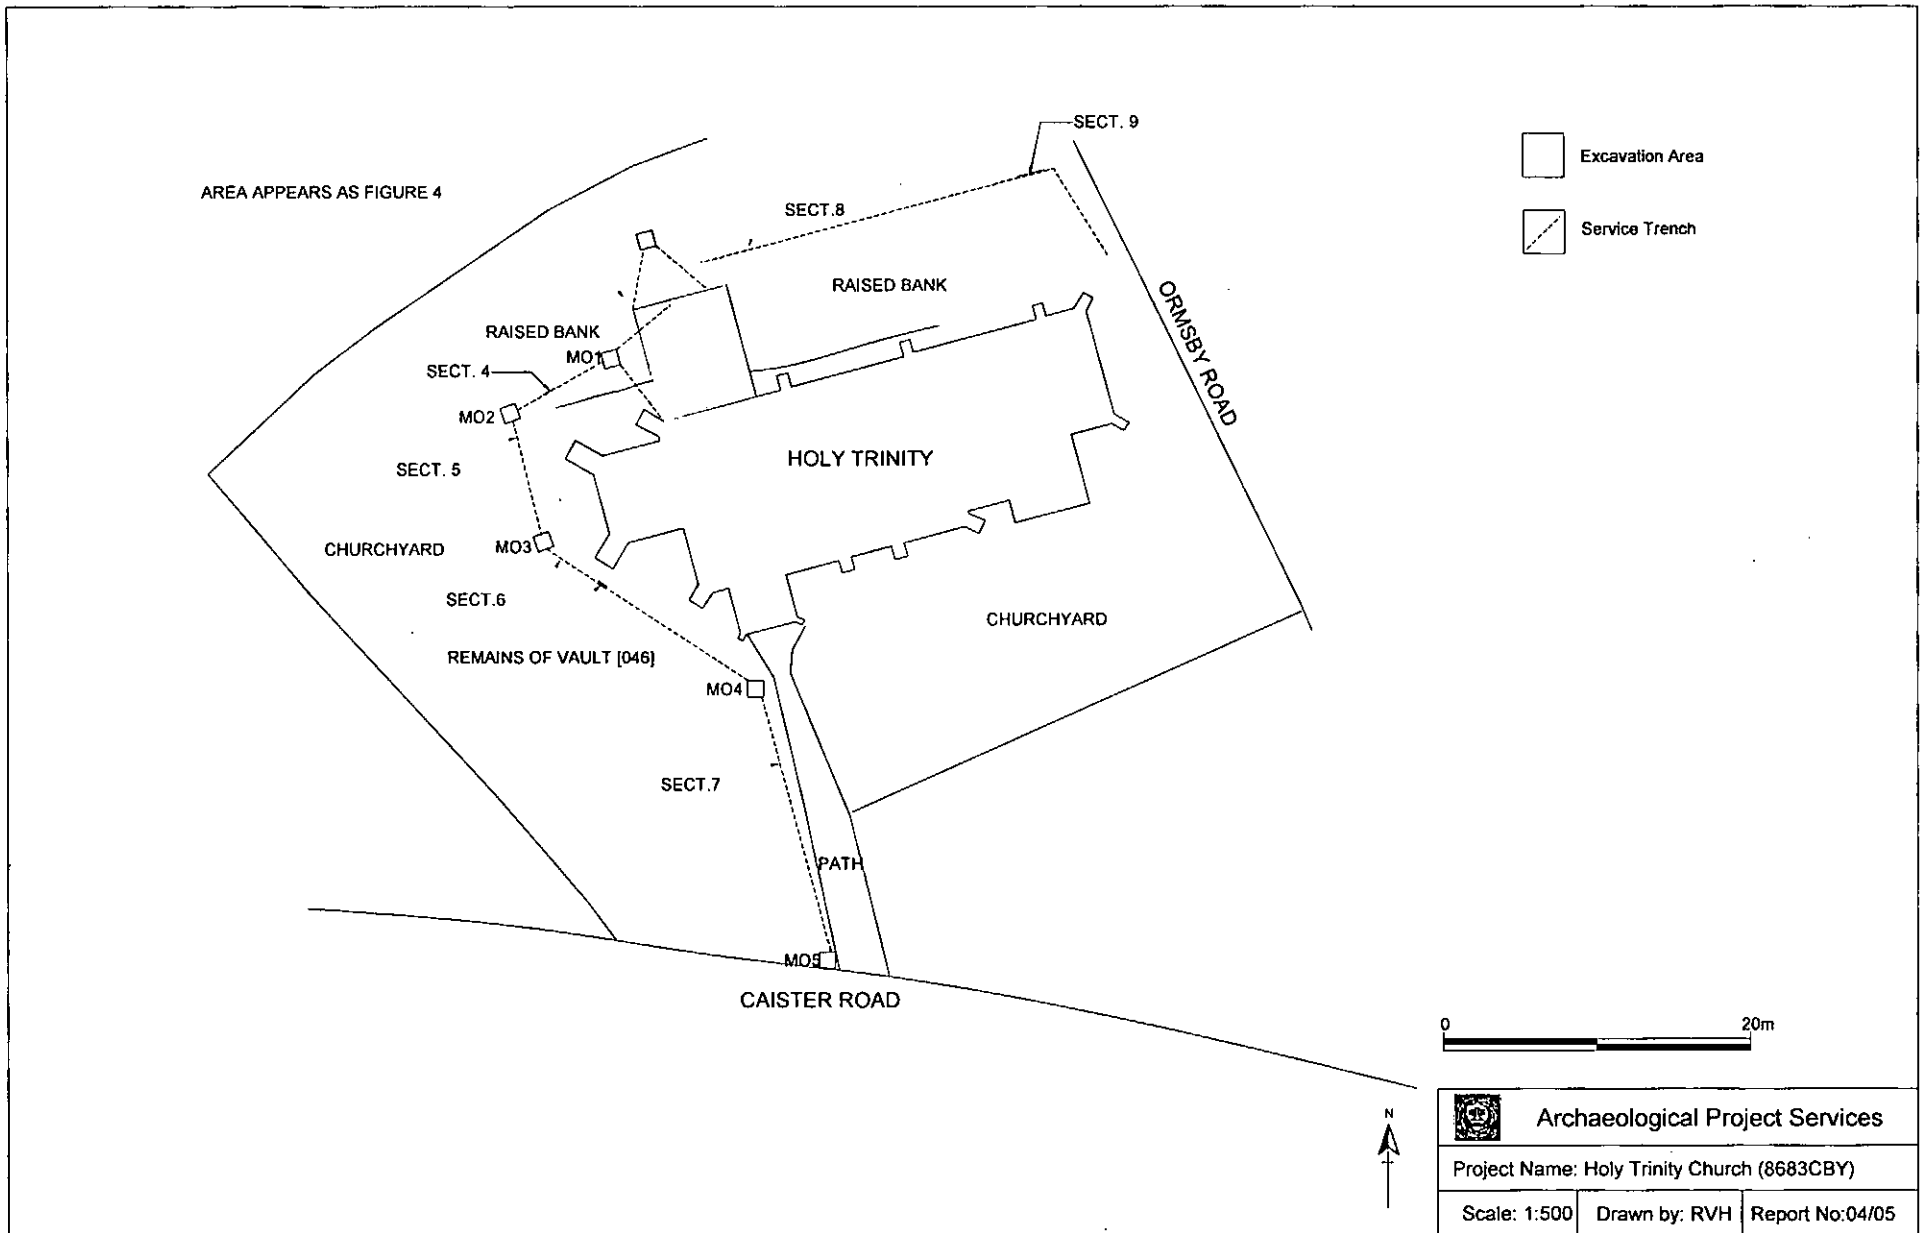 SECT. 9
Excavation Area
AREA APPEARS AS FIGURE 4
SECT.8
Service Trench
RAISED BANK
ORMSBY ROAD
RAISED BANK
MO1
SECT. 4
MO2
HOLY TRINITY
SECT. 5
CHURCHYARD
MO3
SECT.6
CHURCHYARD
REMAINS OF VAULT [046]
MO4
SECT.7
PATH
MO5
CAISTER ROAD
0 20m
N
Archaeological Project Services
Project Name: Holy Trinity Church (8683CBY)
Scale: 1:500 Drawn by: RVH Report No:04/05